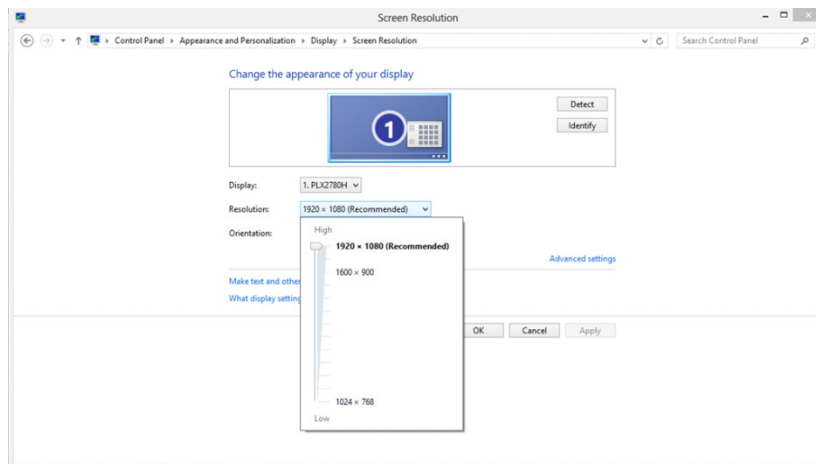 Screen Resolution
Control Panel Appearance and Personalization Display Screen Resolution
Search Control Panel
Change the appearance of your display
1
Detect
Identify
Display: 1. PLX2780H
Resolution: 1920 × 1080 (Recommended)
Orientation:
High
1920 × 1080 (Recommended)
1600 × 900
1024 × 768
Low
Advanced settings
Make text and other
What display setting
OK Cancel Apply